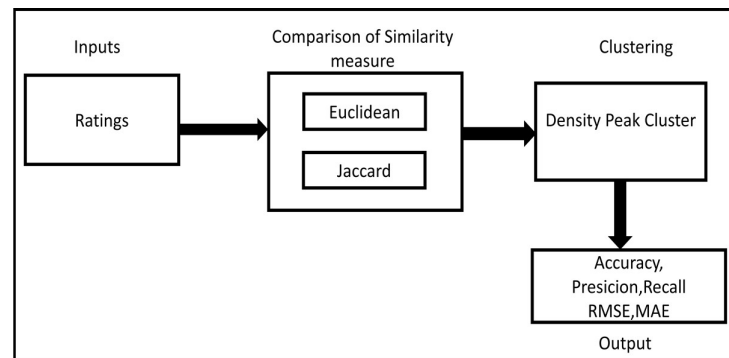 Inputs
Ratings
Comparison of Similarity
measure
Euclidean
Jaccard
Clustering
Density Peak Cluster
Accuracy,
Presicion,Recall
RMSE,MAE
Output